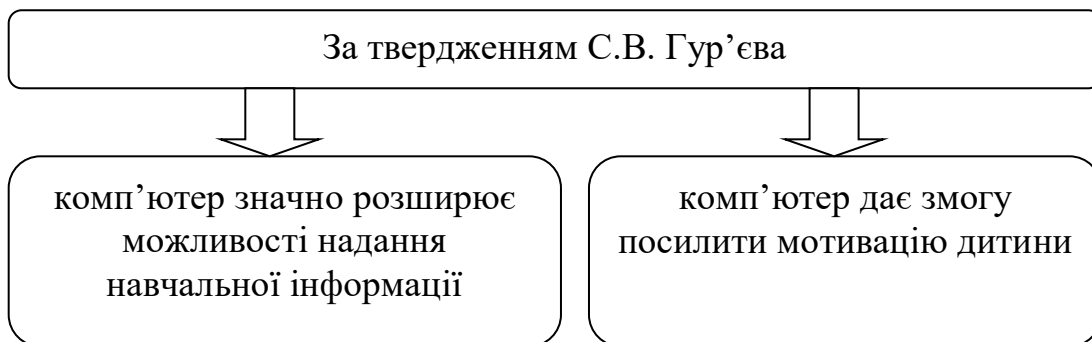 За твердженням С.В. Гур’єва
комп’ютер значно розширює
можливості надання
навчальної інформації
комп’ютер дає змогу
посилити мотивацію дитини